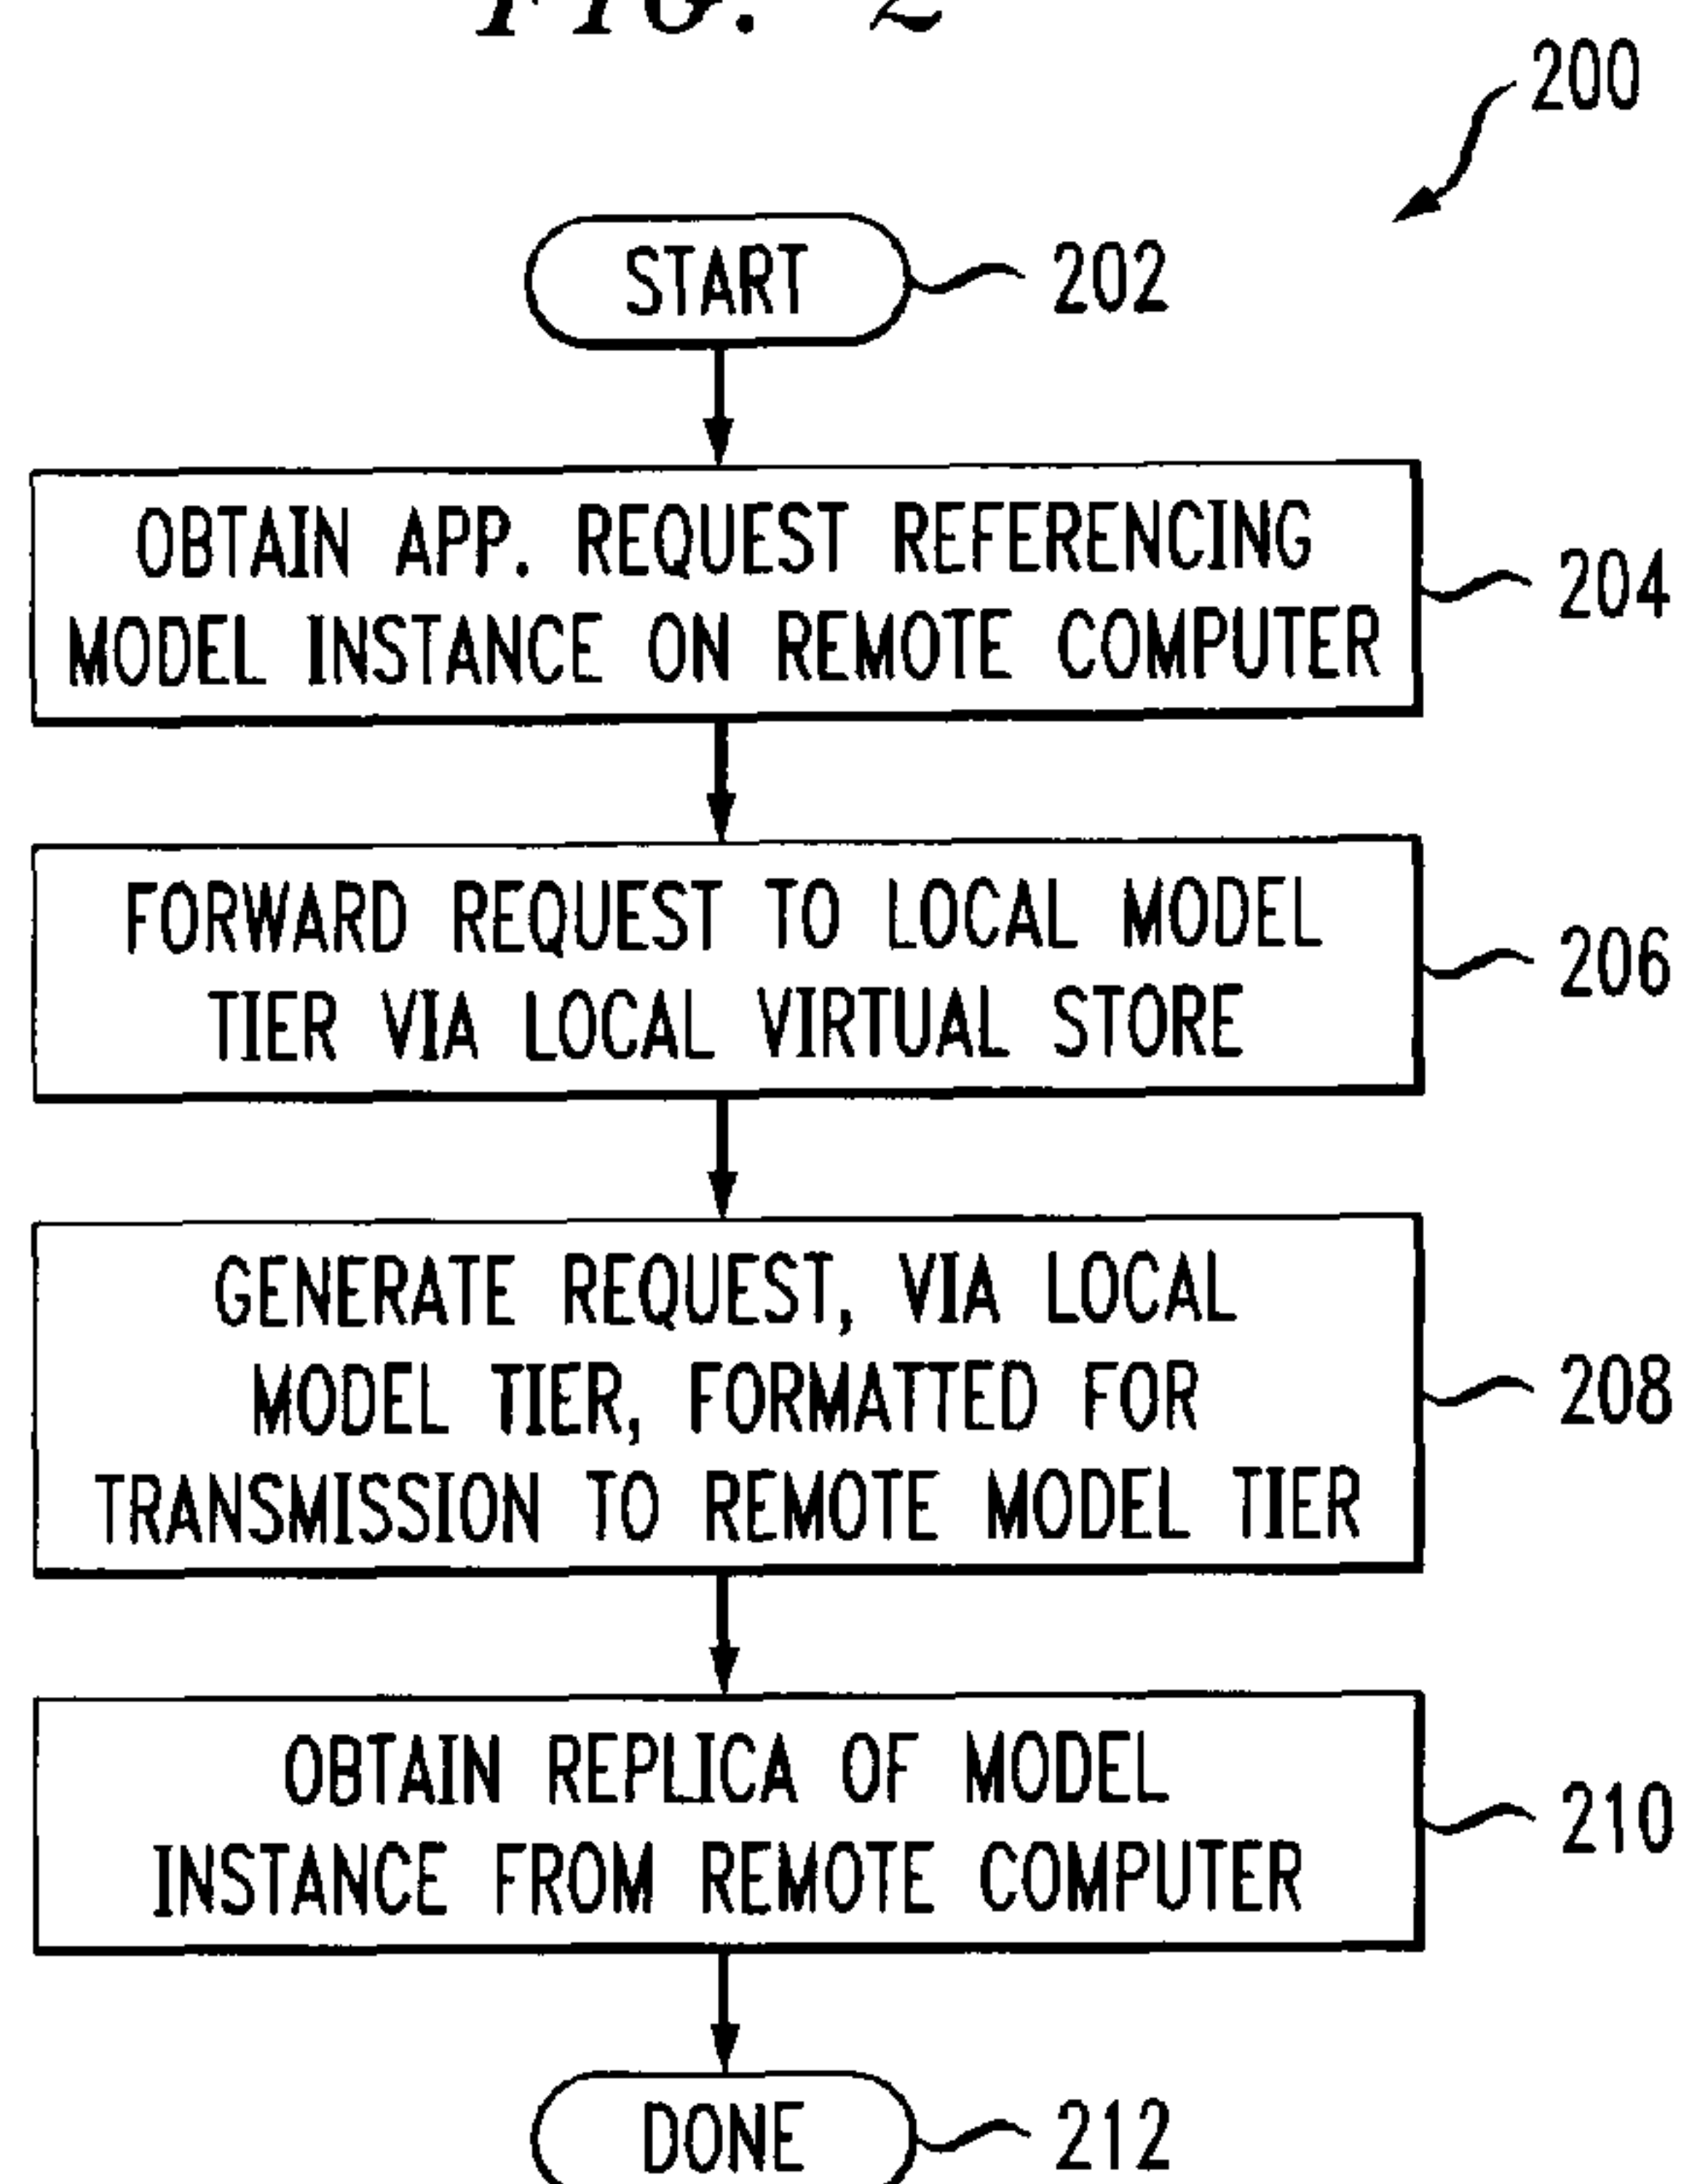 FIG. 2
200
START
202
OBTAIN APP. REQUEST REFERENCING
MODEL INSTANCE ON REMOTE COMPUTER
204
FORWARD REQUEST TO LOCAL MODEL
TIER VIA LOCAL VIRTUAL STORE
206
GENERATE REQUEST, VIA LOCAL
MODEL TIER, FORMATTED FOR
TRANSMISSION TO REMOTE MODEL TIER
208
OBTAIN REPLICA OF MODEL
INSTANCE FROM REMOTE COMPUTER
210
DONE
212